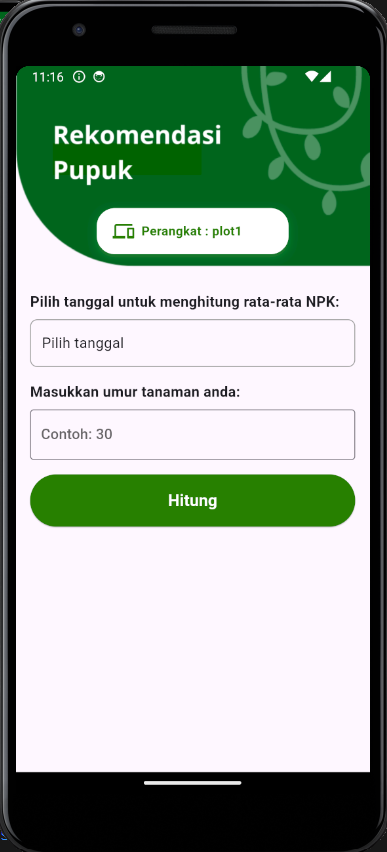 11:16
Rekomendasi
Pupuk
Perangkat : plot1
Pilih tanggal untuk menghitung rata-rata NPK:
Pilih tanggal
Masukkan umur tanaman anda:
Contoh: 30
Hitung